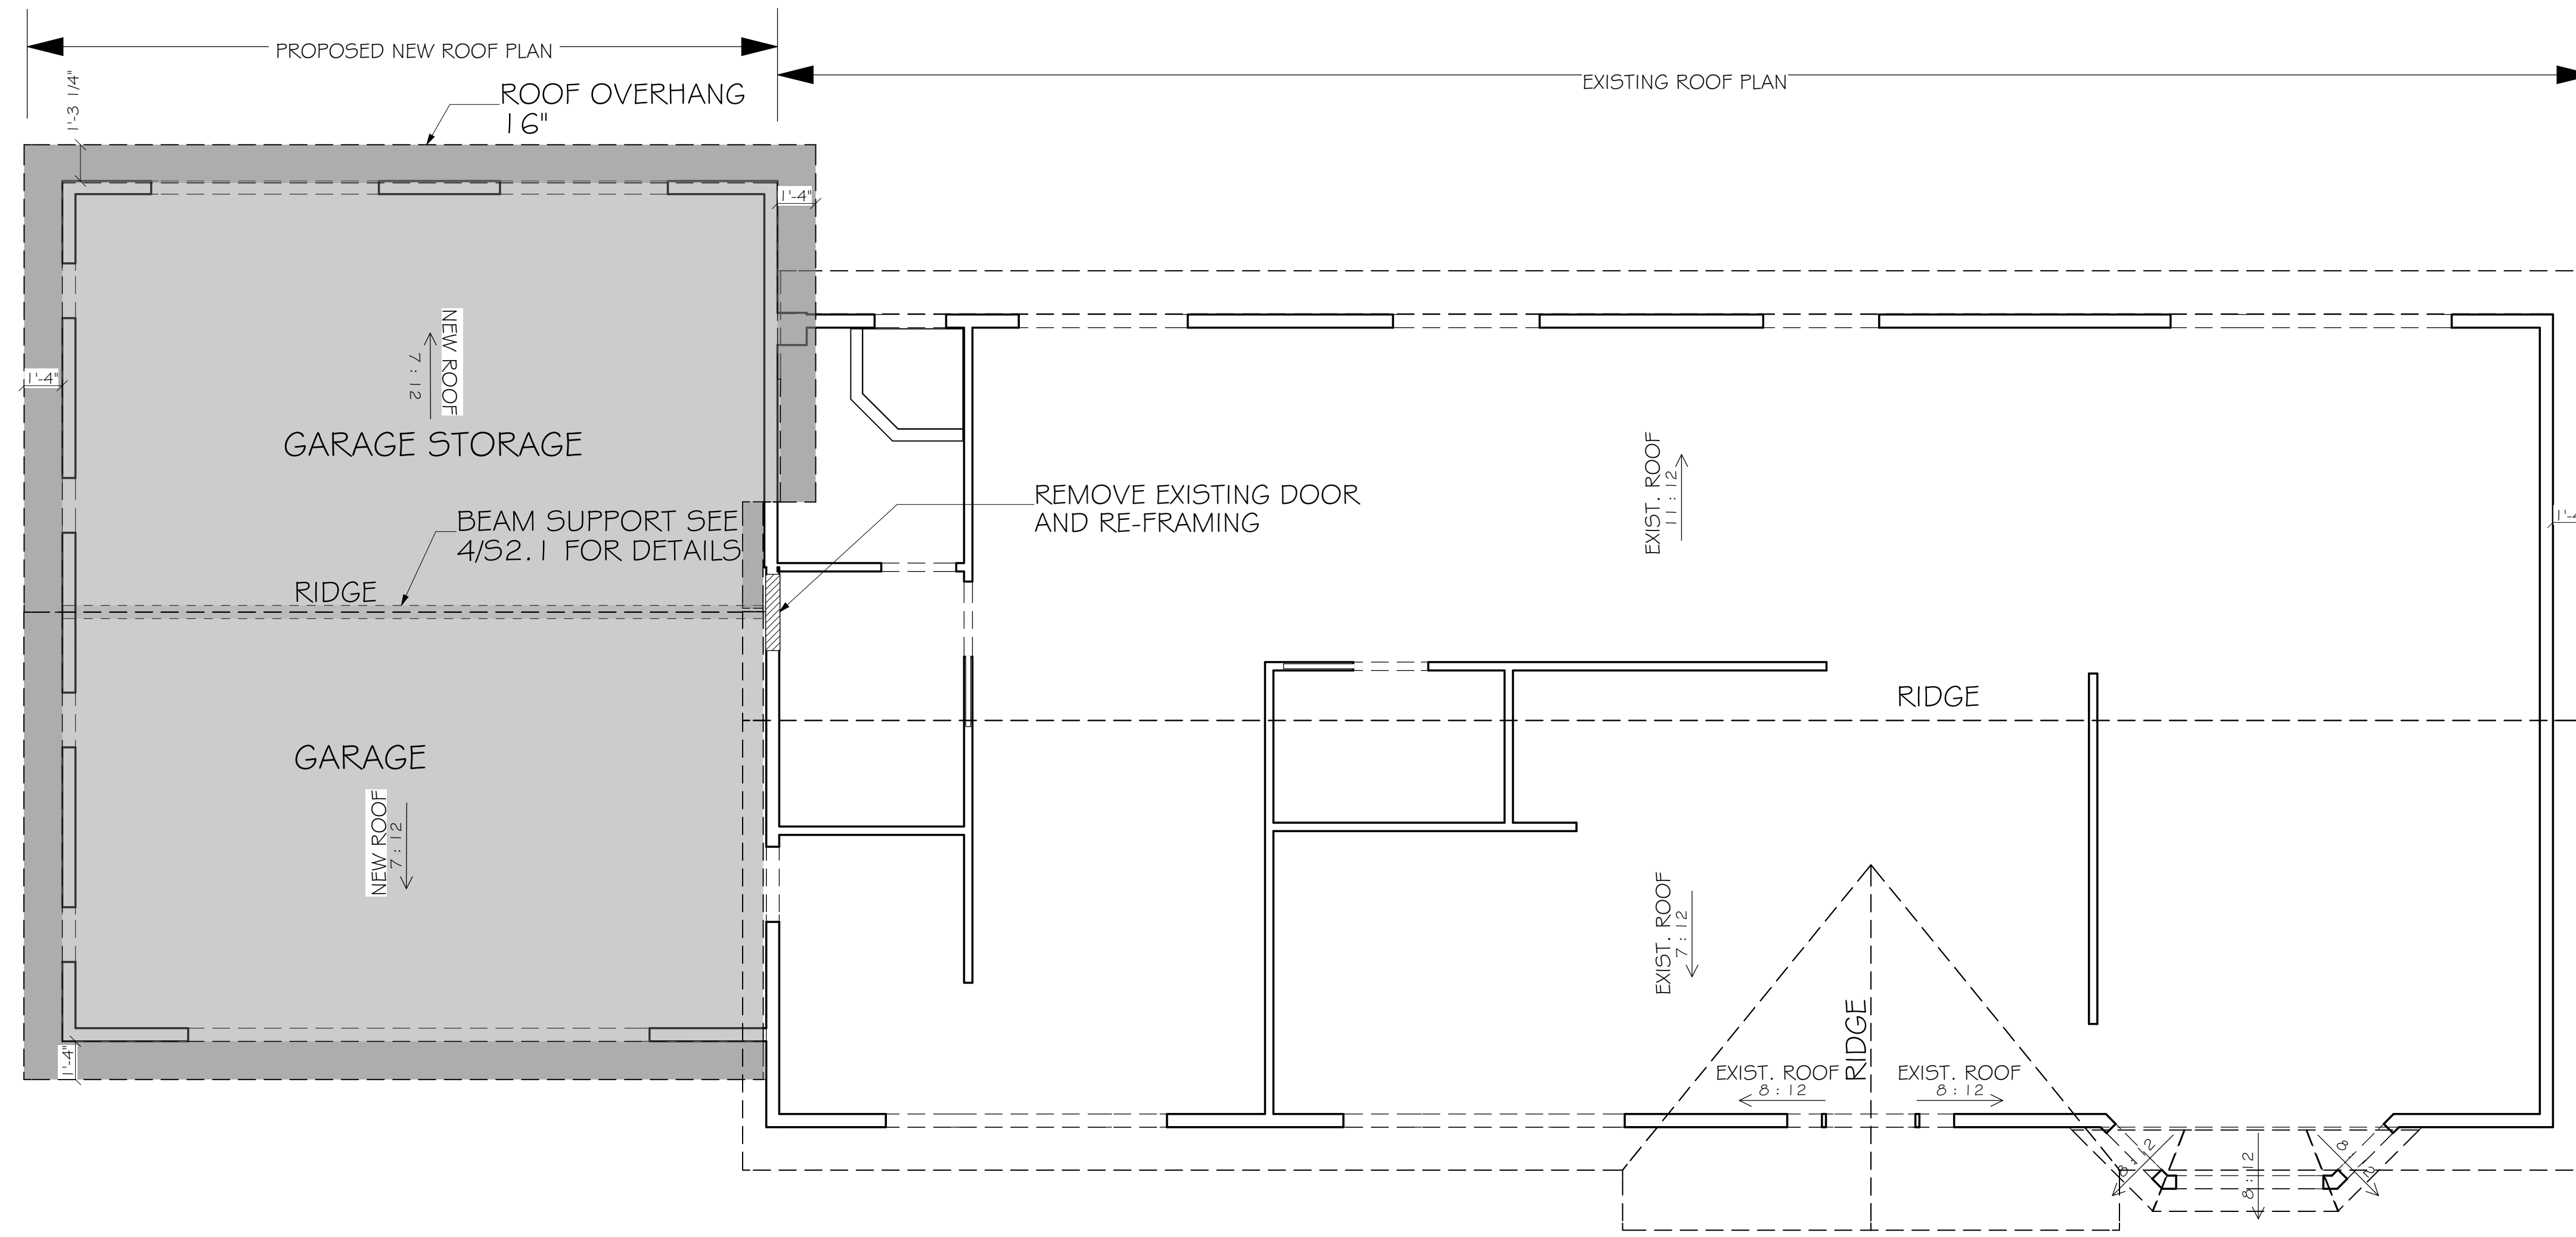 PROPOSED NEW ROOF PLAN
EXISTING ROOF PLAN
1'-3 1/4"
ROOF OVERHANG
16"
1'-4"
NEW ROOF
7:12
1'-4"
GARAGE STORAGE
BEAM SUPPORT SEE
4/S2.1 FOR DETAILS
RIDGE
REMOVE EXISTING DOOR
AND RE-FRAMING
EXIST. ROOF
11:12
1'-4
RIDGE
GARAGE
NEW ROOF
7:12
EXIST. ROOF
7:12
RIDGE
1'-4"
EXIST. ROOF
8:12
EXIST. ROOF
8:12
8:12